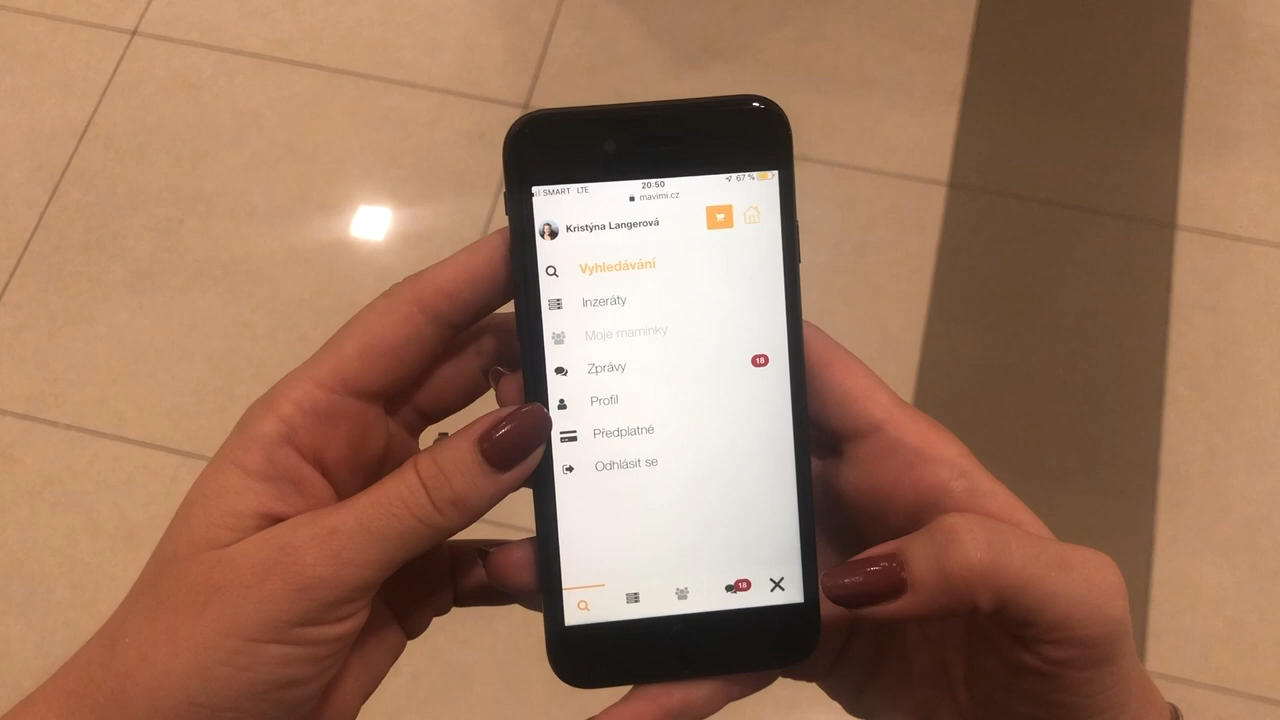 SMART LTE 20:50 67 %
mavimi.cz
Kristýna Langerová
Vyhledávání
Inzeráty
Moje maminky
Zprávy 18
Profil
Předplatné
Odhlásit se
18